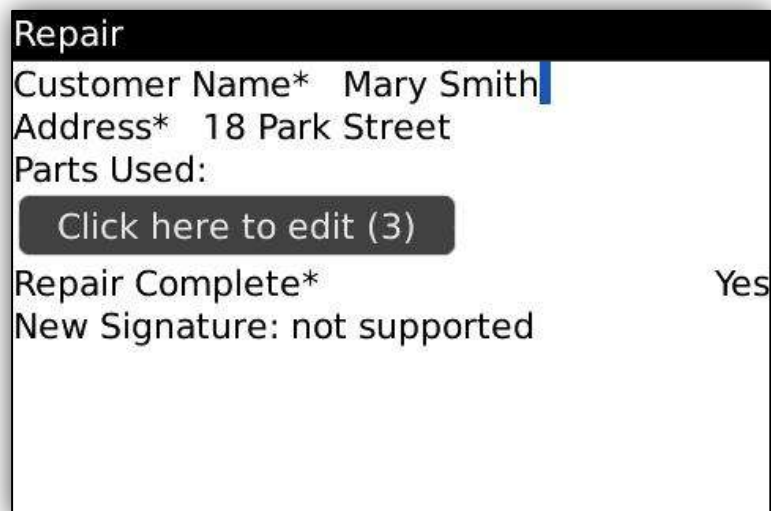 Repair
Customer Name* Mary Smith
Address* 18 Park Street
Parts Used:
Click here to edit (3)
Repair Complete* Yes
New Signature: not supported